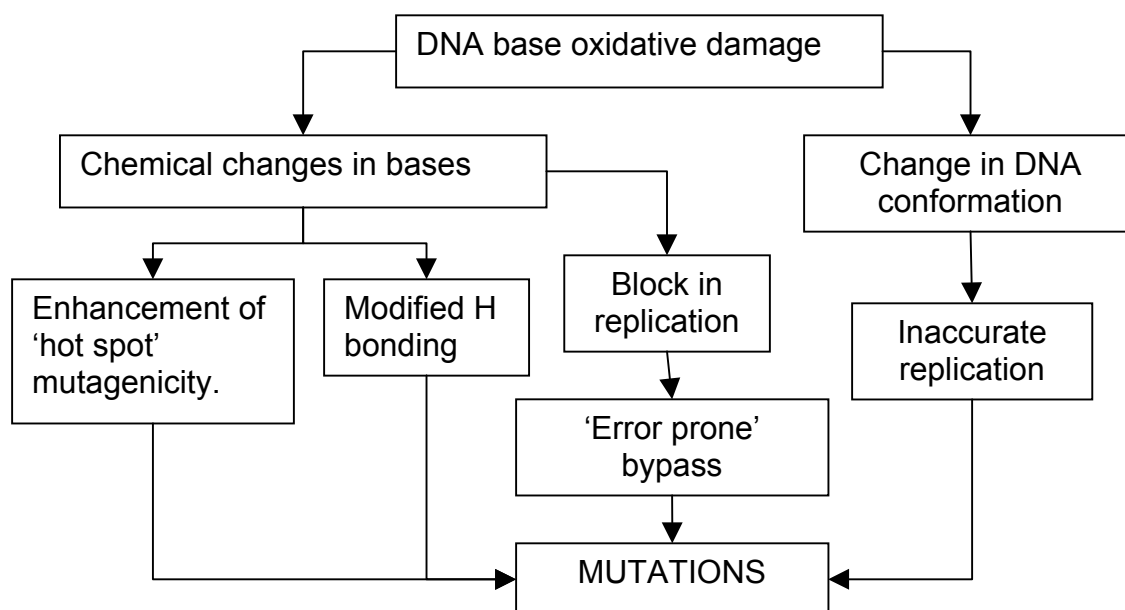 DNA base oxidative damage
Chemical changes in bases
Change in DNA
conformation
Enhancement of
‘hot spot’
mutagenicity.
Modified H
bonding
Block in
replication
Inaccurate
replication
‘Error prone’
bypass
MUTATIONS